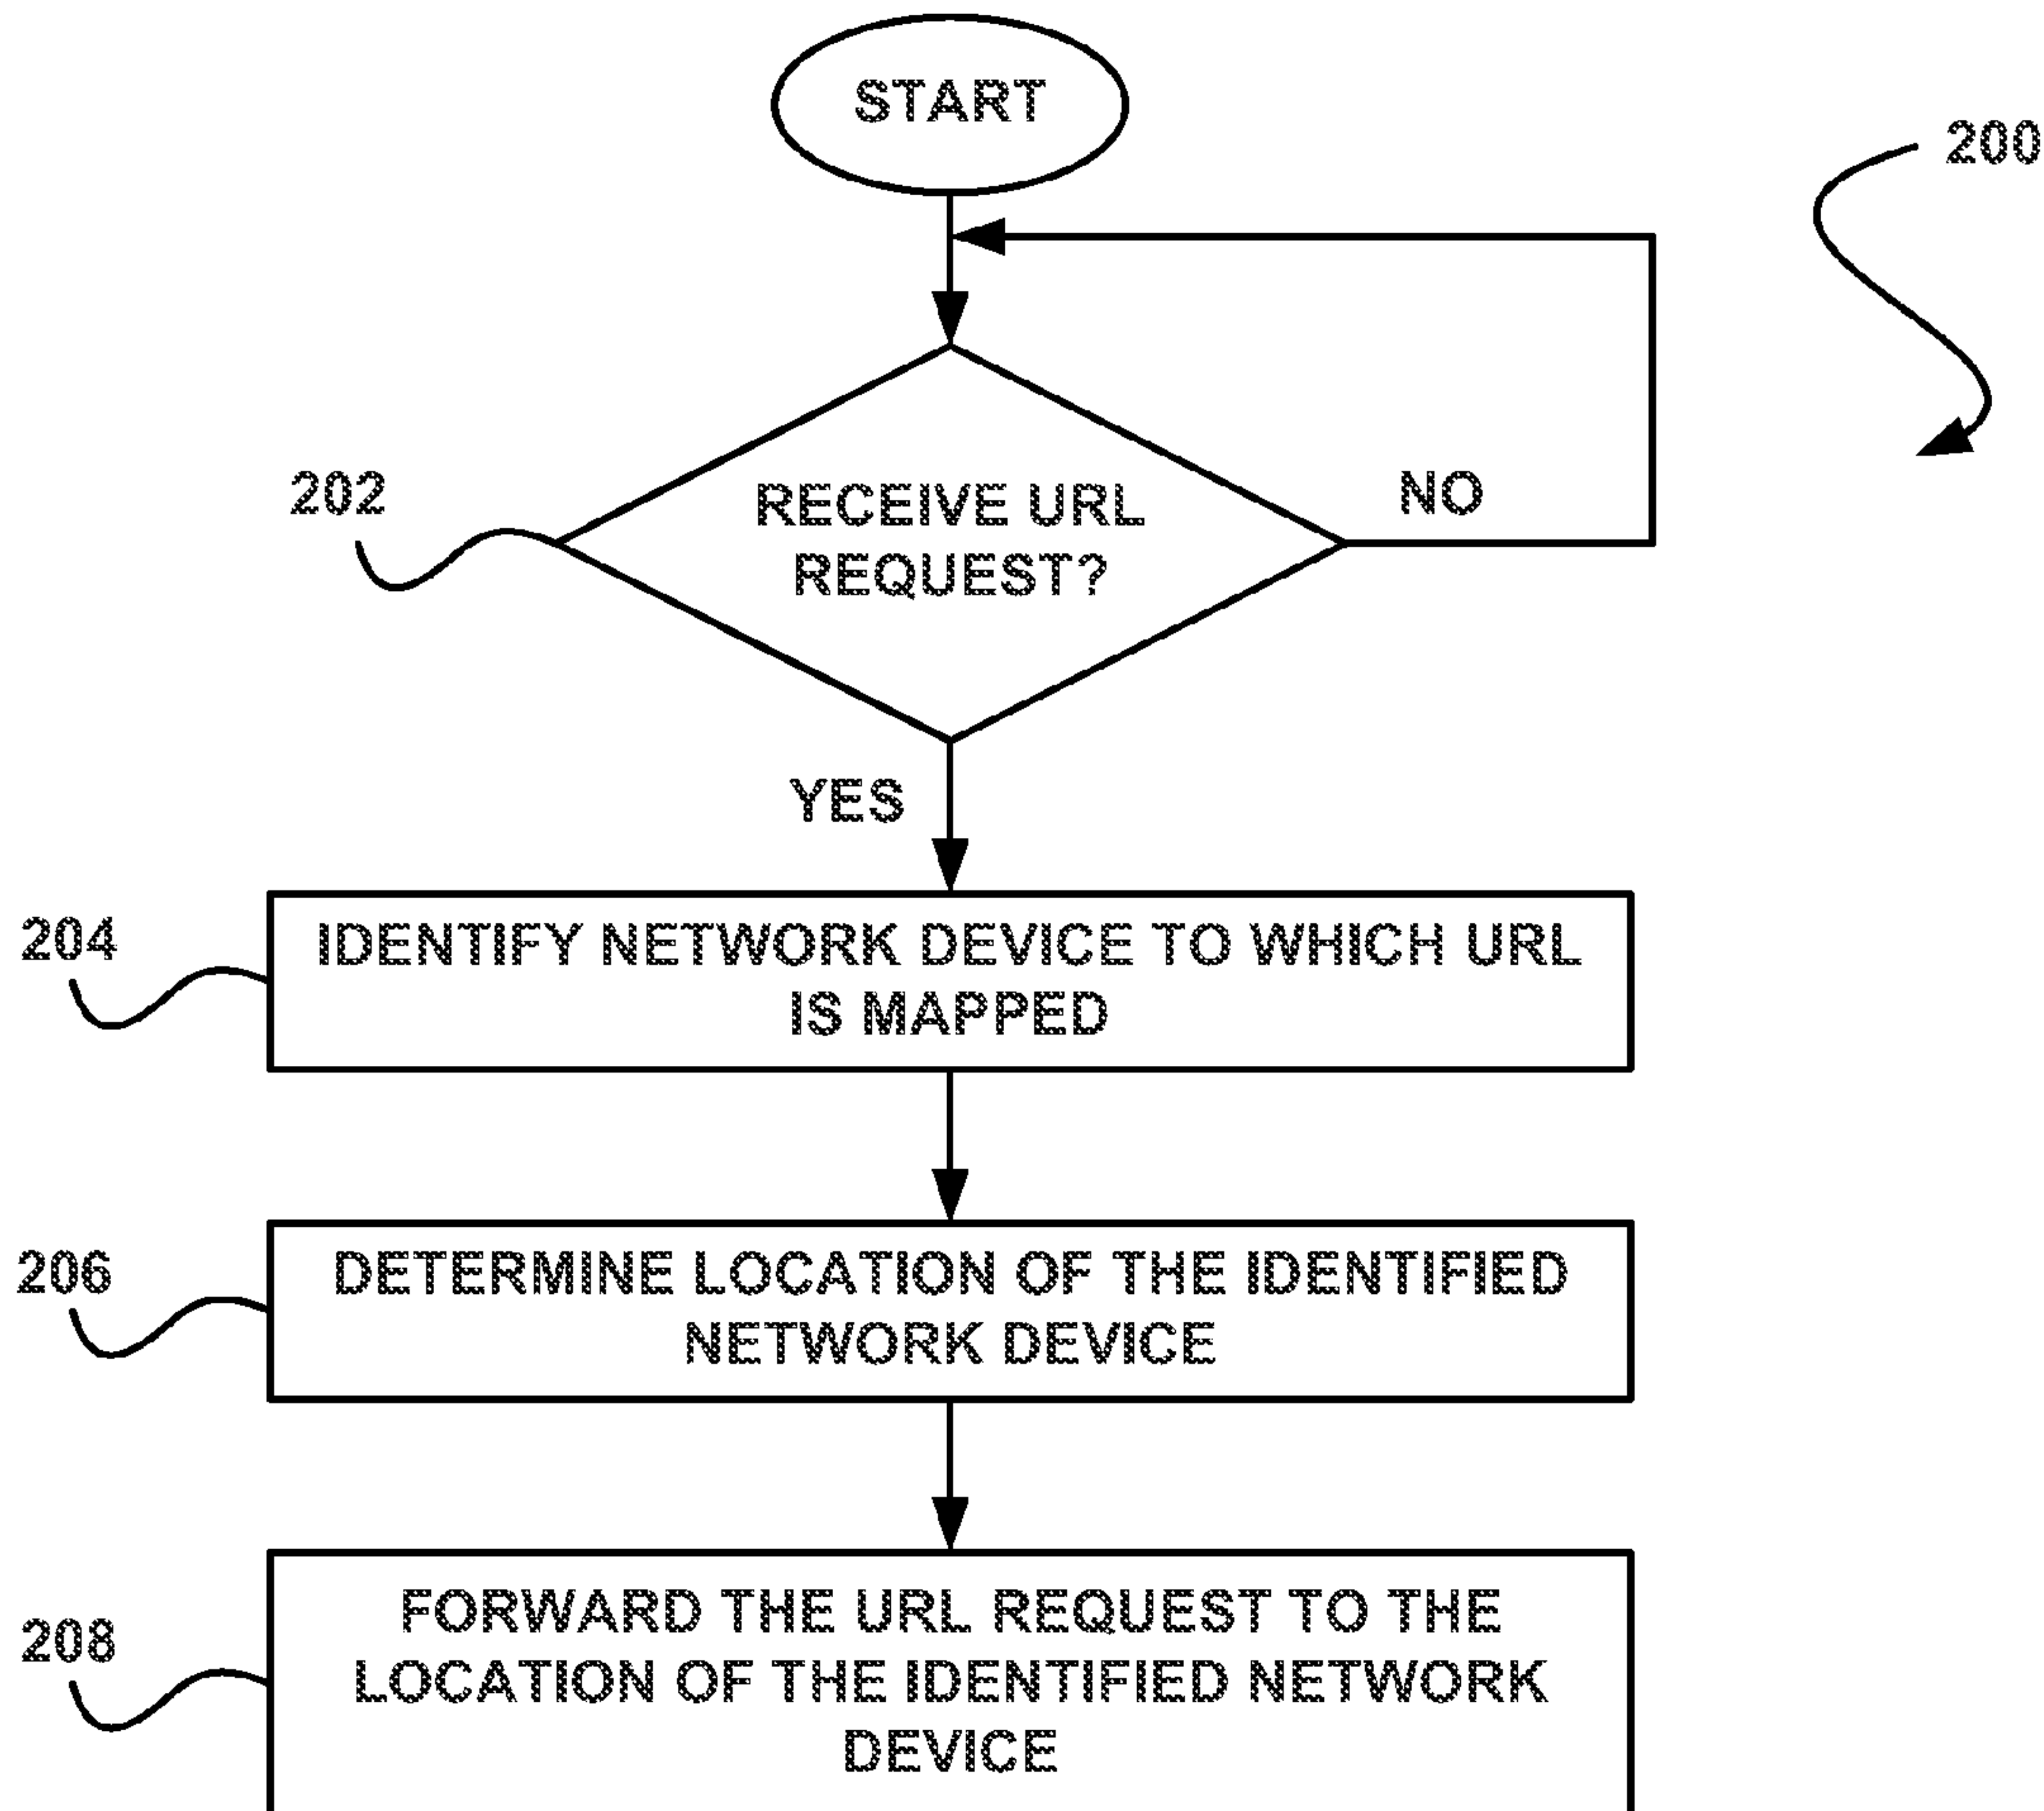 START
200
202
RECEIVE URL
REQUEST?
NO
YES
204
IDENTIFY NETWORK DEVICE TO WHICH URL
IS MAPPED
206
DETERMINE LOCATION OF THE IDENTIFIED
NETWORK DEVICE
208
FORWARD THE URL REQUEST TO THE
LOCATION OF THE IDENTIFIED NETWORK
DEVICE